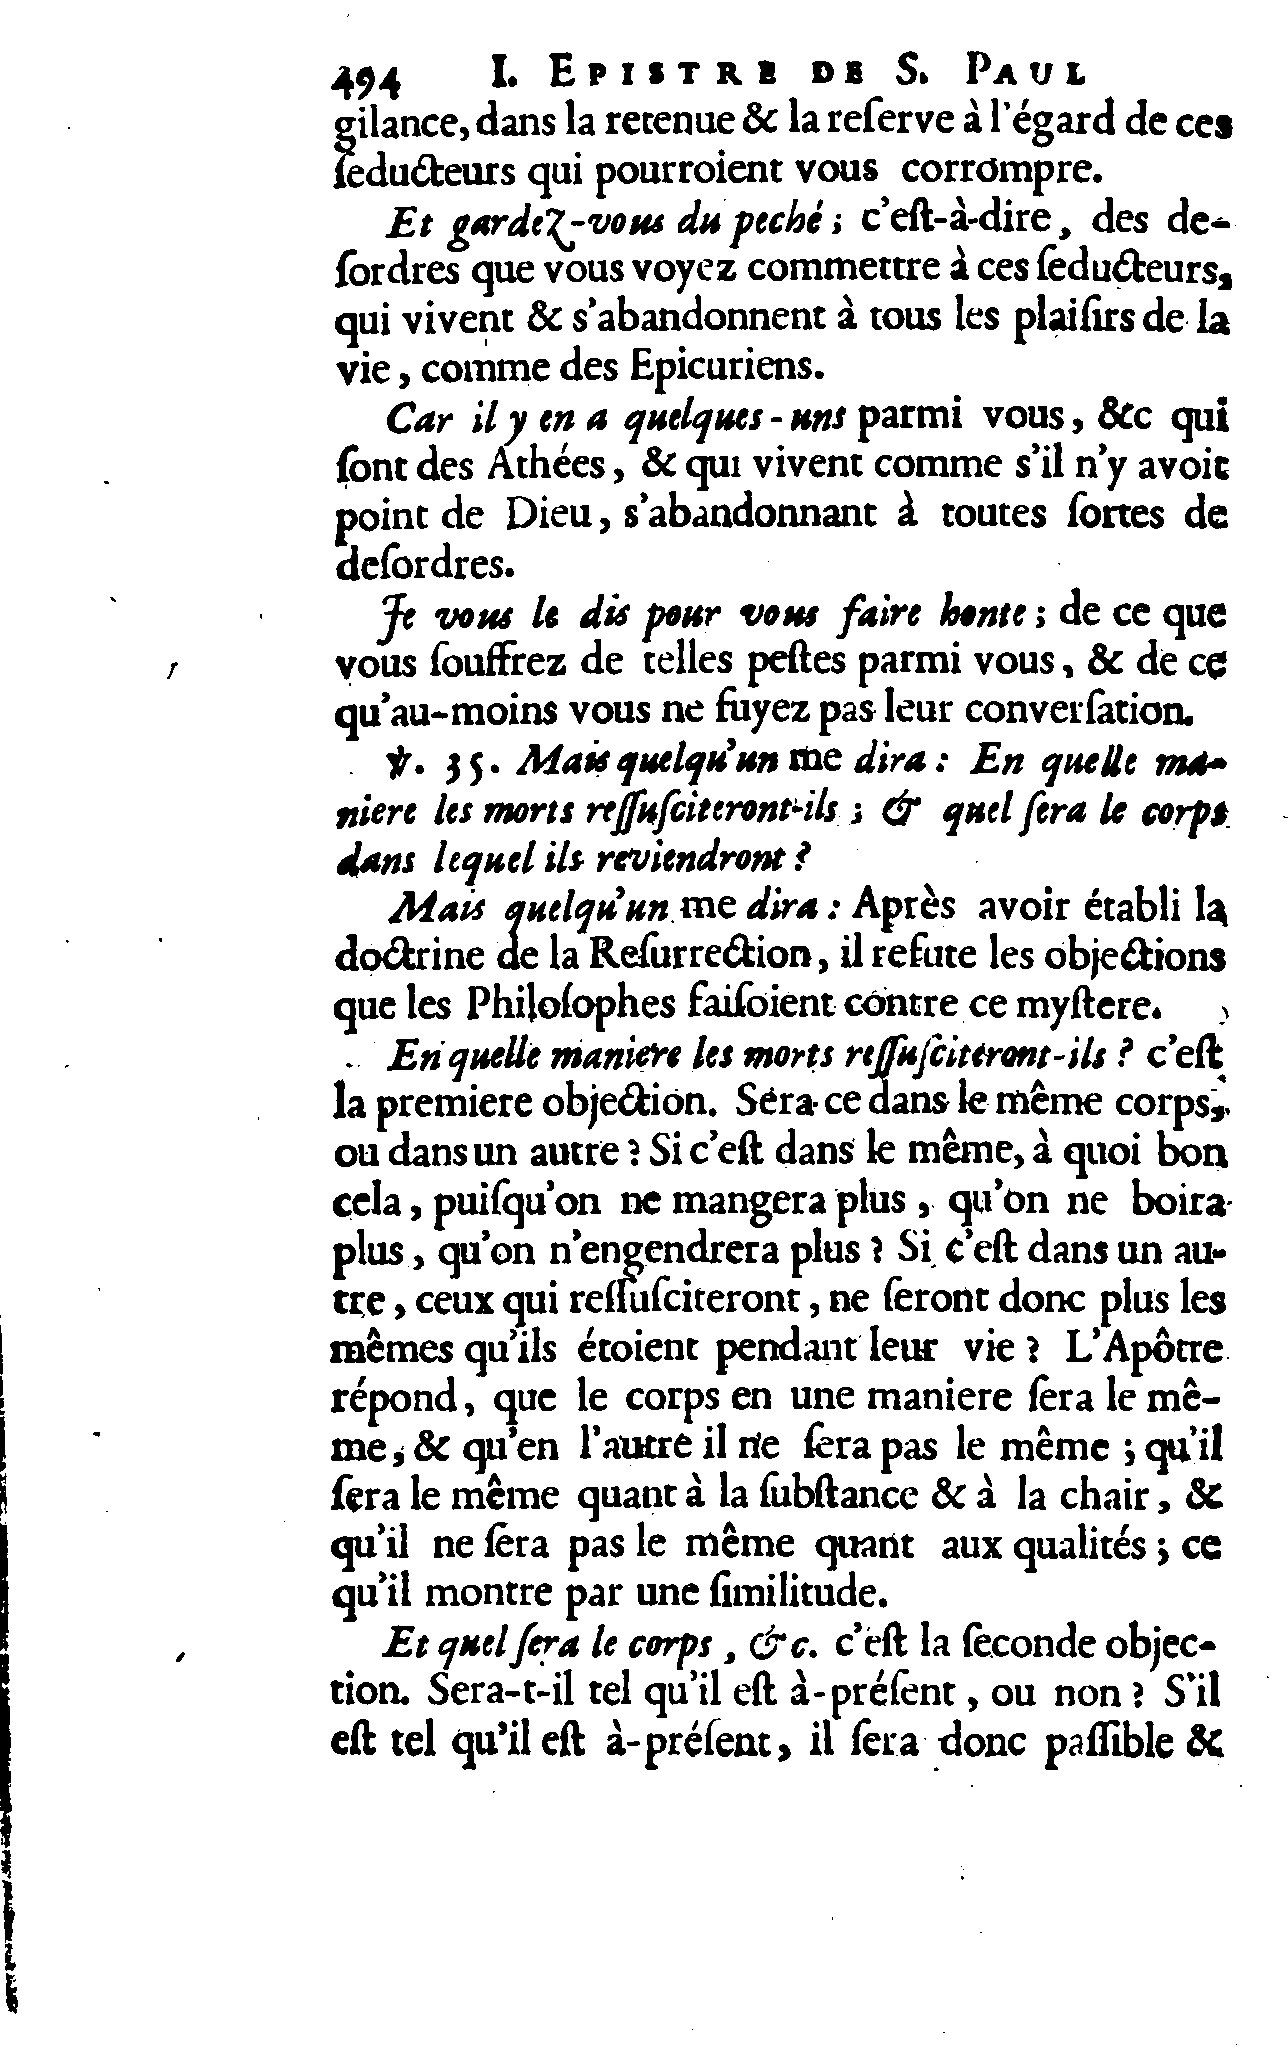 494 I. EPISTRE DE S. PAUL
gilance, dans la retenue & la reſerve à l'égard de ces
ſeducteurs qui pourroient vous corrompre.
Et gardez-vous du peché ; c'eſt-à-dire, des de-
ſordres que vous voyez commettre à ces ſeducteurs,
qui vivent & s'abandonnent à tous les plaiſirs de la
vie, comme des Epicuriens.
Car il y en a quelques-uns parmi vous, &c qui
ſont des Athées, & qui vivent comme s'il n'y avoit
point de Dieu, s'abandonnant à toutes ſortes de
deſordres.
Je vous le dis pour vous faire honte ; de ce que
vous ſouffrez de telles peſtes parmi vous, & de ce
qu'au-moins vous ne fuyez pas leur converſation.
℣. 35. Mais quelqu'un me dira : En quelle ma-
niere les morts reſſuſciteront-ils ; & quel ſera le corps
dans lequel ils reviendront ?
Mais quelqu'un me dira : Après avoir établi la
doctrine de la Reſurrection, il refute les objections
que les Philoſophes faiſoient contre ce myſtere.
En quelle maniere les morts reſſuſciteront-ils ? c'eſt
la premiere objection. Sera-ce dans le même corps,
ou dans un autre ? Si c'eſt dans le même, à quoi bon
cela, puiſqu'on ne mangera plus, qu'on ne boira
plus, qu'on n'engendrera plus ? Si c'eſt dans un au-
tre, ceux qui reſſuſciteront, ne ſeront donc plus les
mêmes qu'ils étoient pendant leur vie ? L'Apôtre
répond, que le corps en une maniere ſera le mê-
me, & qu'en l'autre il ne ſera pas le même ; qu'il
ſera le même quant à la ſubſtance & à la chair, &
qu'il ne ſera pas le même quant aux qualités ; ce
qu'il montre par une ſimilitude.
Et quel ſera le corps, &c. c'eſt la ſeconde objec-
tion. Sera-t-il tel qu'il eſt à-préſent, ou non ? S'il
eſt tel qu'il eſt à-préſent, il ſera donc paſſible &